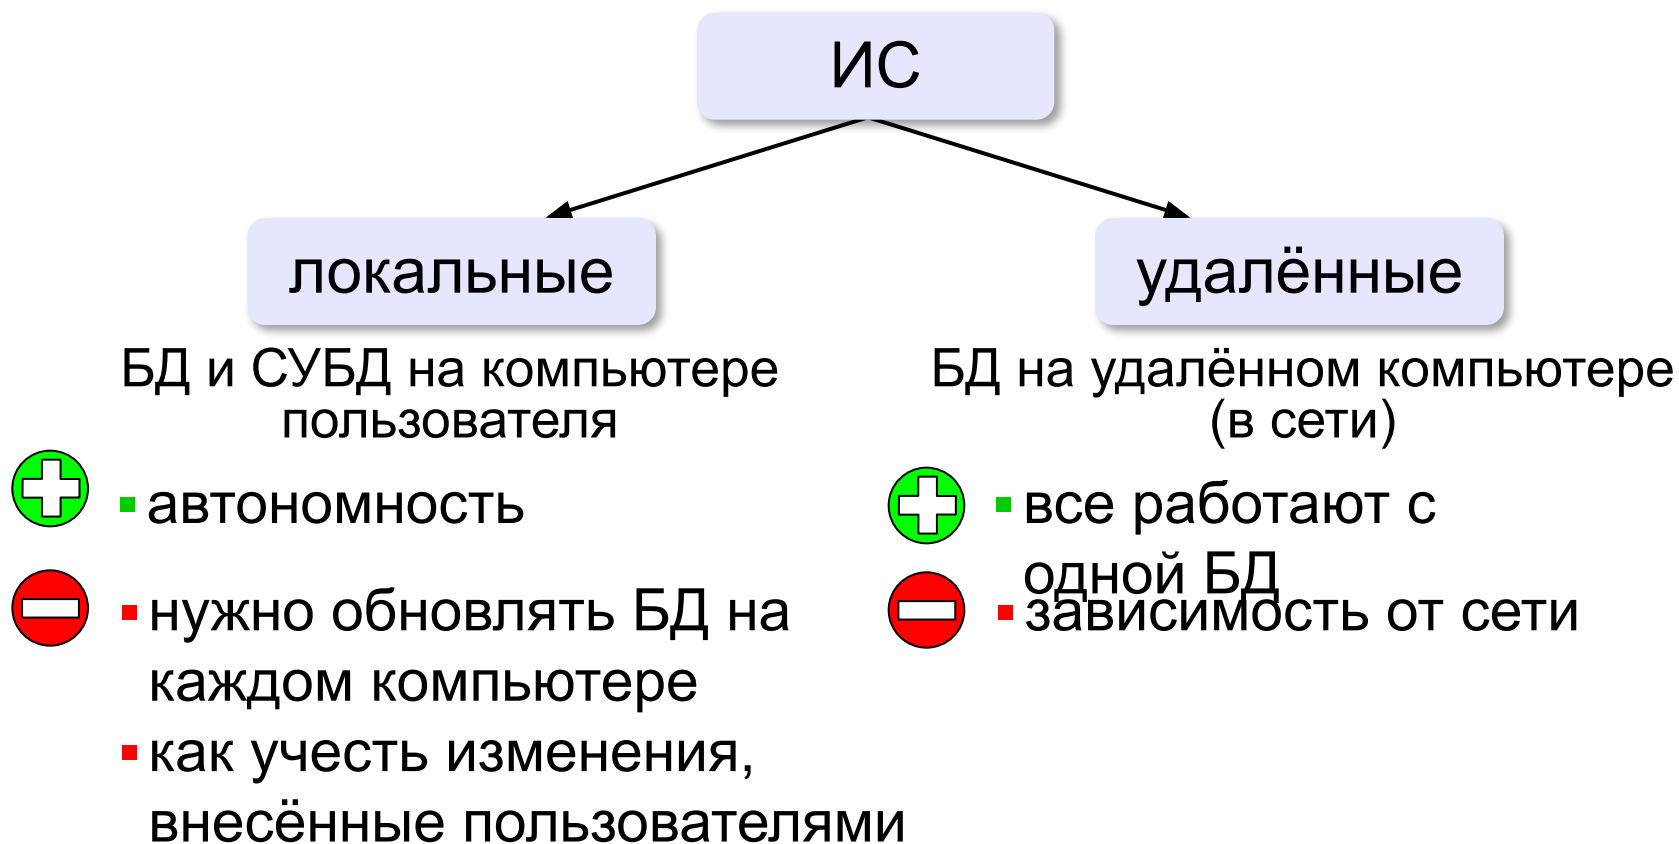 ИС
локальные
БД и СУБД на компьютере
пользователя
автономность
нужно обновлять БД на
каждом компьютере
как учесть изменения,
внесённые пользователями
удалённые
БД на удалённом компьютере
(в сети)
все работают с
одной БД
зависимость от сети